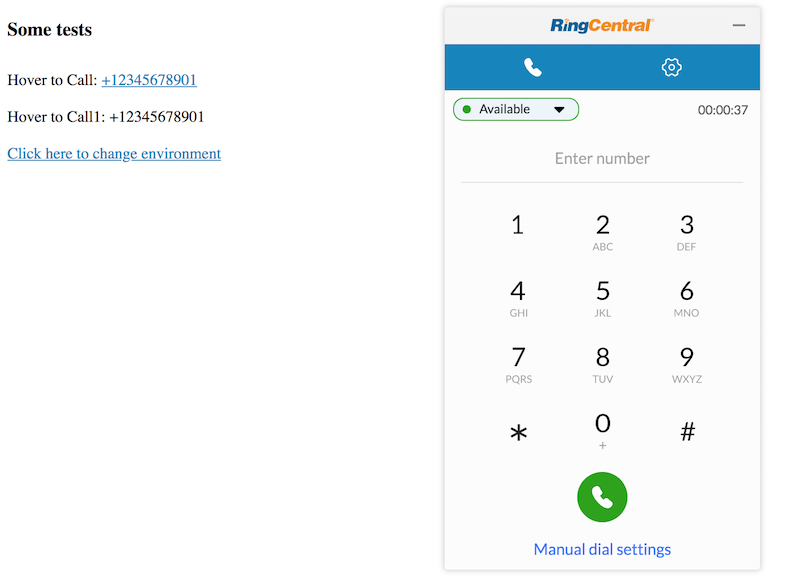 Some tests
Hover to Call: +12345678901
Hover to Call1: +12345678901
Click here to change environment
RingCentral®
Available
00:00:37
Enter number
1 2 3
ABC DEF
4 5 6
GHI JKL MNO
7 8 9
PQRS TUV WXYZ
* 0 #
+
Manual dial settings